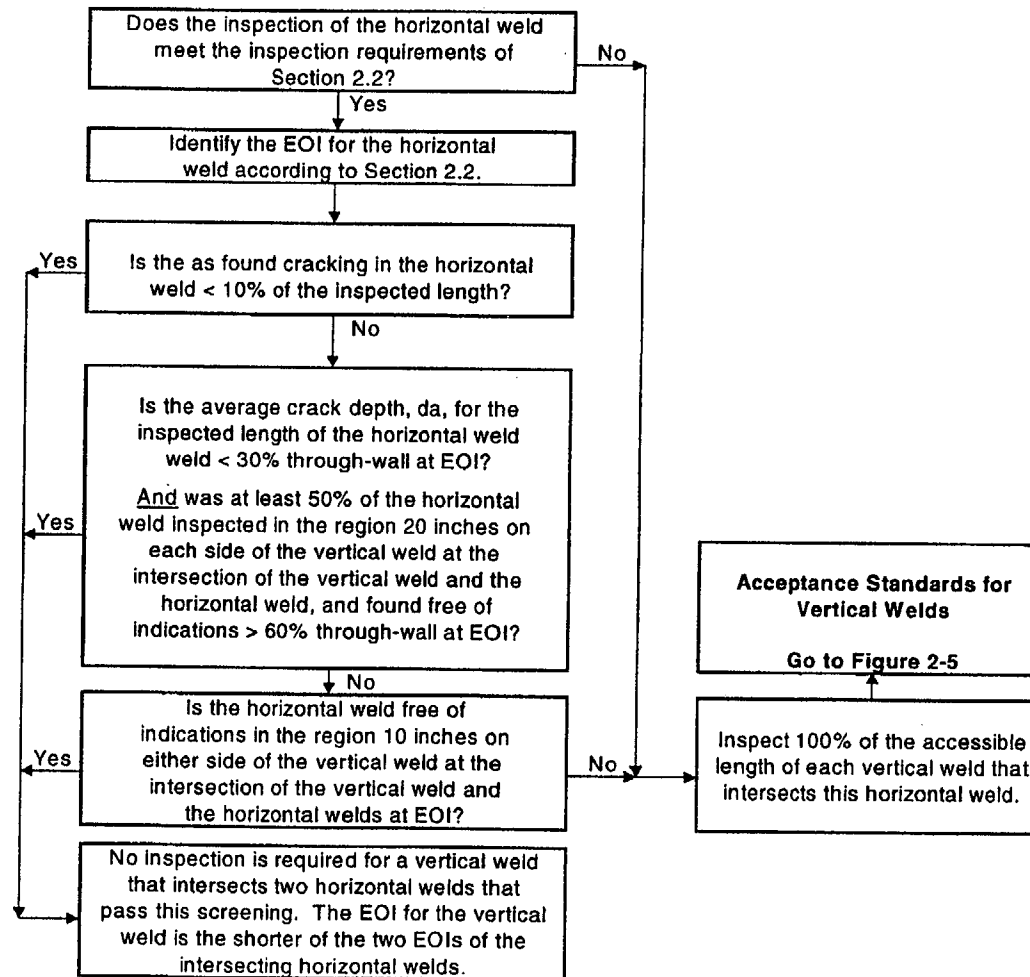 Does the inspection of the horizontal weld
meet the inspection requirements of
Section 2.2?
No
Yes
Identify the EOI for the horizontal
weld according to Section 2.2.
Yes
Is the as found cracking in the horizontal
weld < 10% of the inspected length?
No
Is the average crack depth, da, for the
inspected length of the horizontal weld
weld < 30% through-wall at EOI?
And was at least 50% of the horizontal
weld inspected in the region 20 inches on
each side of the vertical weld at the
intersection of the vertical weld and the
horizontal weld, and found free of
indications > 60% through-wall at EOI?
Yes
No
Is the horizontal weld free of
indications in the region 10 inches on
either side of the vertical weld at the
intersection of the vertical weld and
the horizontal welds at EOI?
Yes
No
Acceptance Standards for
Vertical Welds
Go to Figure 2-5
Inspect 100% of the accessible
length of each vertical weld that
intersects this horizontal weld.
No inspection is required for a vertical weld
that intersects two horizontal welds that
pass this screening. The EOI for the vertical
weld is the shorter of the two EOIs of the
intersecting horizontal welds.